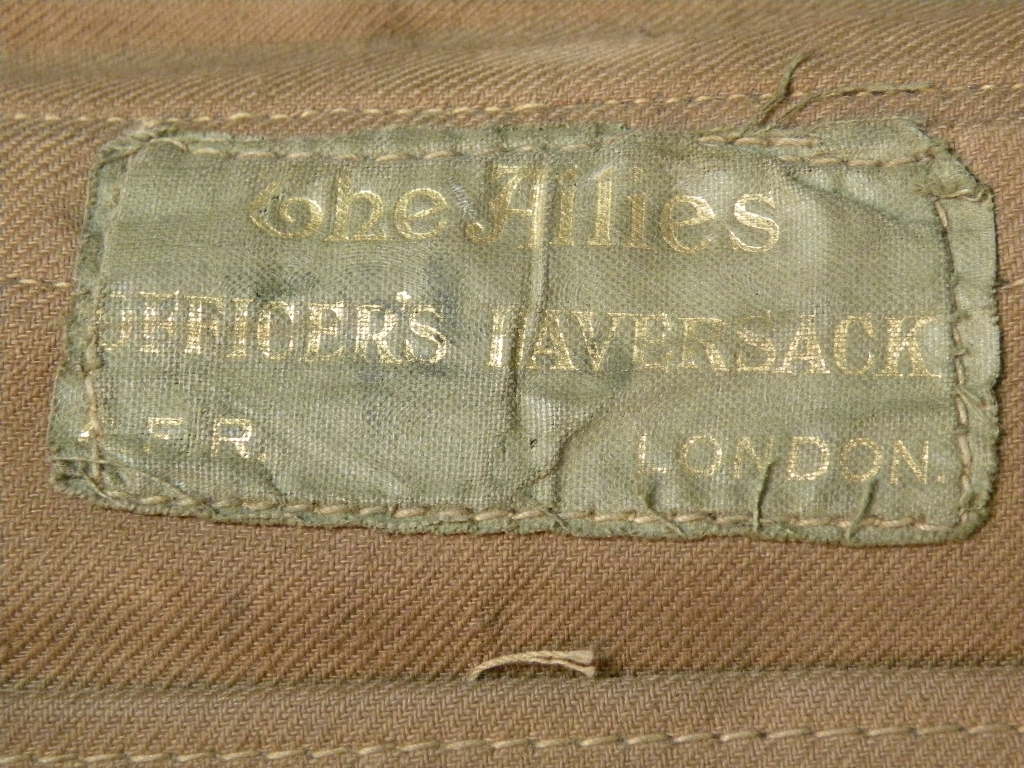 The Allies
OFFICER'S HAVERSACK
F.R. LONDON.